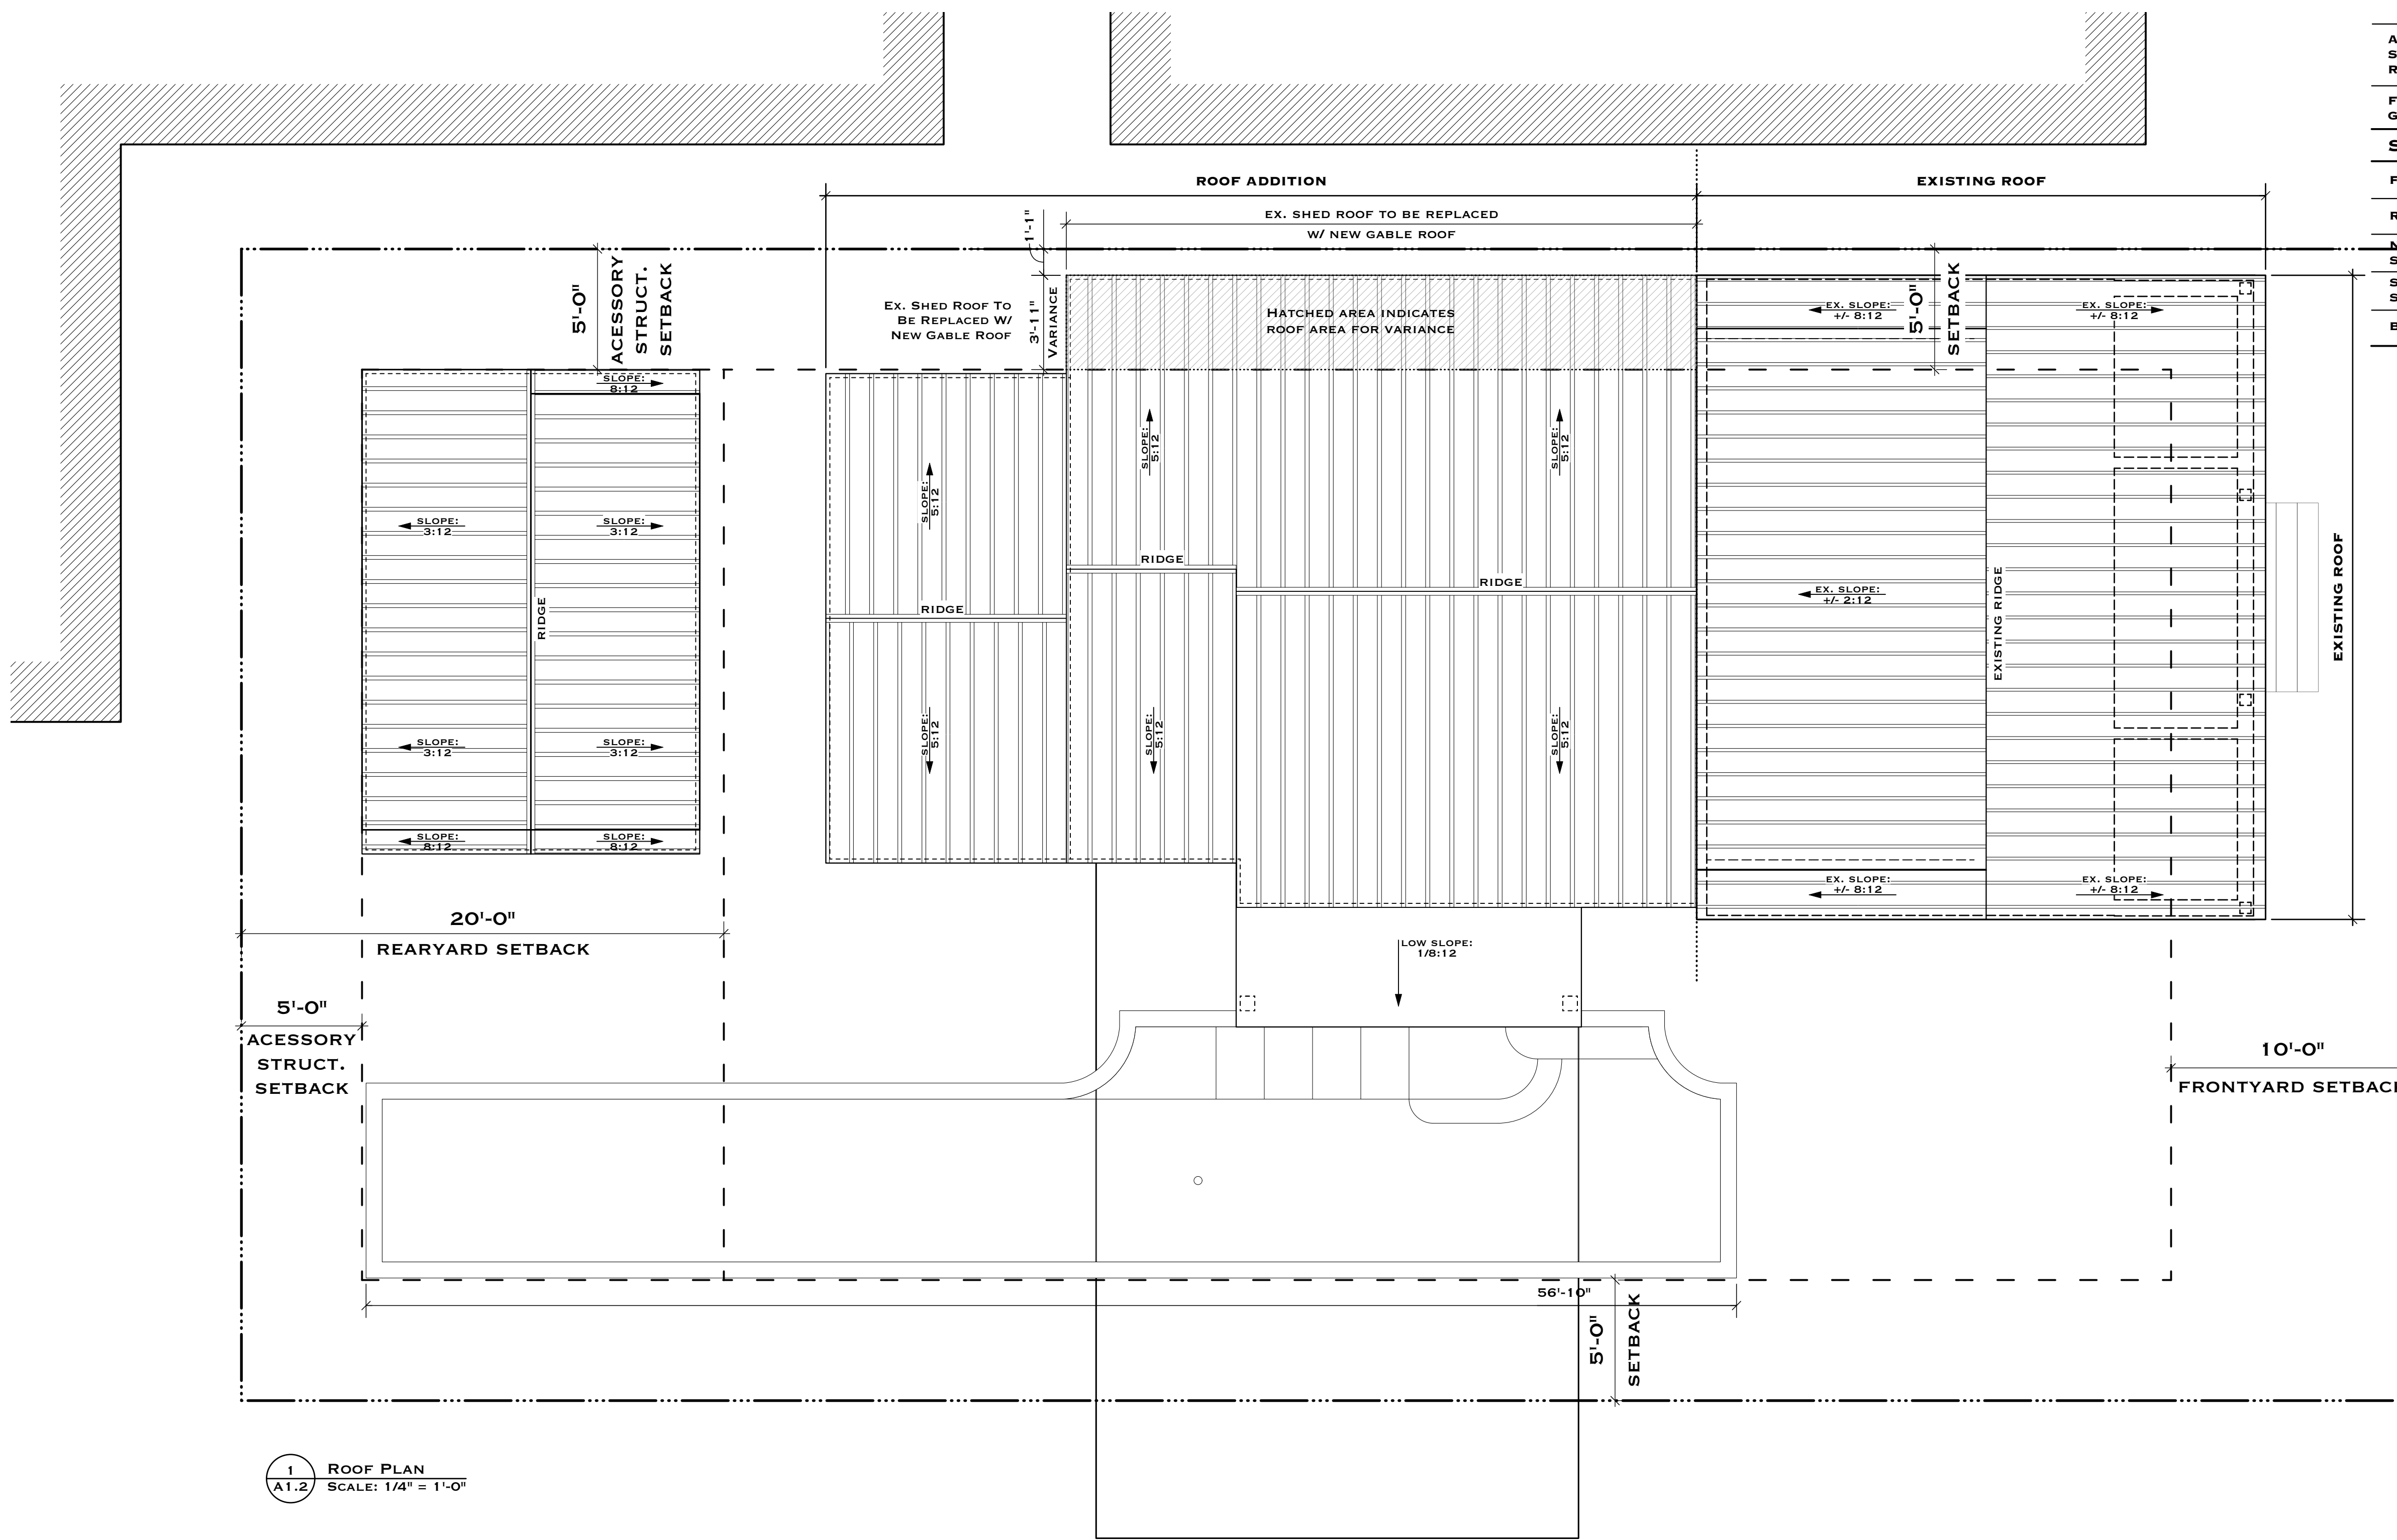 ROOF ADDITION
EXISTING ROOF
EX. SHED ROOF TO BE REPLACED
W/ NEW GABLE ROOF
1'-1"
3'-11"
VARIANCE
5'-0"
ACESSORY
STRUCT.
SETBACK
EX. SHED ROOF TO
BE REPLACED W/
NEW GABLE ROOF
HATCHED AREA INDICATES
ROOF AREA FOR VARIANCE
EX. SLOPE:
+/- 8:12
5'-0"
SETBACK
EX. SLOPE:
+/- 8:12
SLOPE:
8:12
SLOPE:
3:12
SLOPE:
3:12
RIDGE
SLOPE:
3:12
SLOPE:
3:12
SLOPE:
8:12
SLOPE:
8:12
SLOPE:
5:12
SLOPE:
5:12
SLOPE:
5:12
RIDGE
RIDGE
RIDGE
SLOPE:
5:12
SLOPE:
5:12
SLOPE:
5:12
EX. SLOPE:
+/- 2:12
EXISTING RIDGE
EXISTING ROOF
EX. SLOPE:
+/- 8:12
EX. SLOPE:
+/- 8:12
20'-0"
REARYARD SETBACK
LOW SLOPE:
1/8:12
5'-0"
ACESSORY
STRUCT.
SETBACK
10'-0"
FRONTYARD SETBACK
56'-10"
5'-0"
SETBACK
1
A1.2
ROOF PLAN
SCALE: 1/4" = 1'-0"